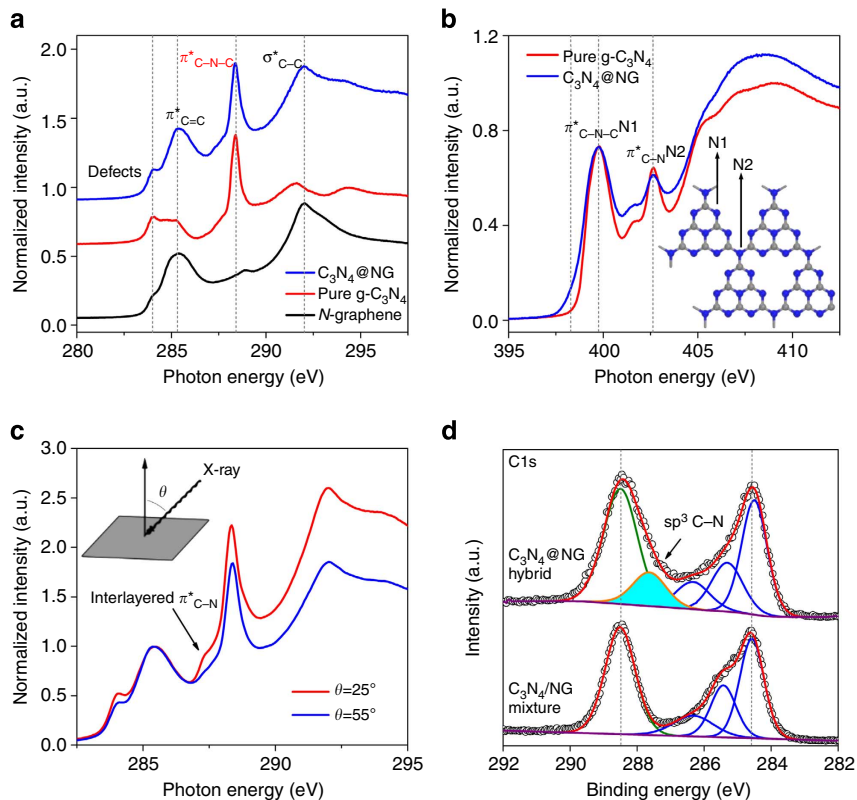 a
2.0
1.5
1.0
0.5
0.0
280
285
290
295
Normalized intensity (a.u.)
Photon energy (eV)
Defects
π*C=C
π*C–N–C
σ*C–C
C3N4@NG
Pure g-C3N4
N-graphene
b
1.2
0.8
0.4
0.0
395
400
405
410
Normalized intensity (a.u.)
Photon energy (eV)
Pure g-C3N4
C3N4@NG
π*C–N–CN1
π*C–NN2
N1
N2
c
3.0
2.5
2.0
1.5
1.0
0.5
0.0
285
290
295
Normalized intensity (a.u.)
Photon energy (eV)
θ
X-ray
Interlayered π*C–N
θ=25°
θ=55°
d
C1s
sp3 C–N
C3N4@NG
hybrid
C3N4/NG
mixture
292
290
288
286
284
282
Intensity (a.u.)
Binding energy (eV)